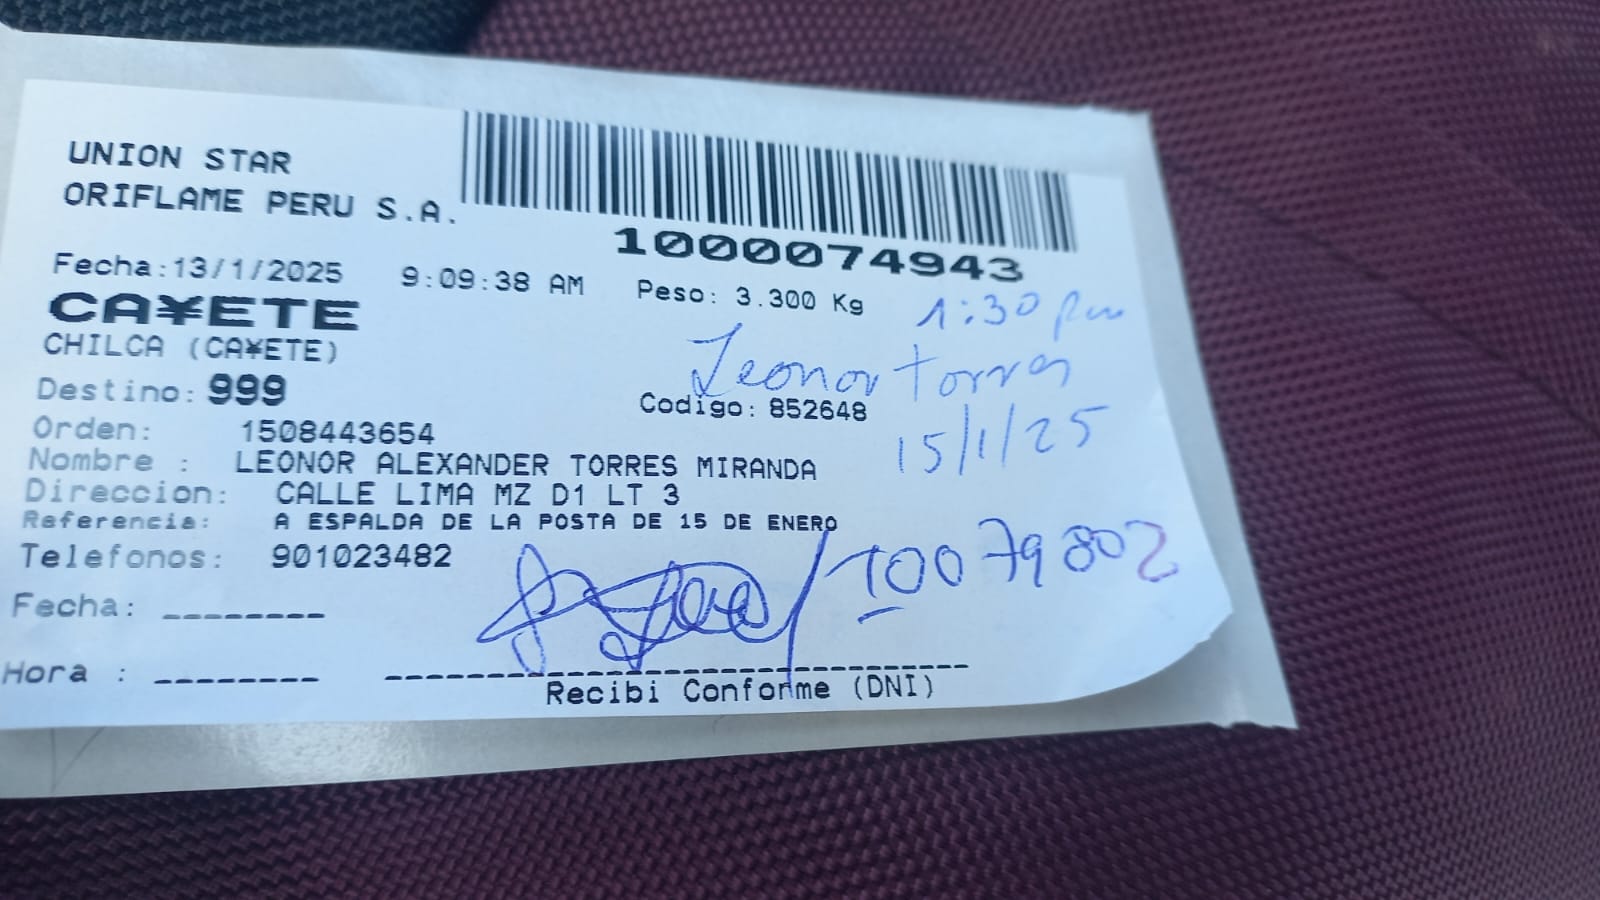 UNION STAR
ORIFLAME PERU S.A.
1000074943
Fecha:13/1/2025 9:09:38 AM Peso: 3.300 Kg
1:30 pm
CA¥ETE
CHILCA (CA¥ETE)
Leonor Torres
Destino: 999 Codigo: 852648
15/1/25
Orden: 1508443654
Nombre : LEONOR ALEXANDER TORRES MIRANDA
Direccion: CALLE LIMA MZ D1 LT 3
Referencia: A ESPALDA DE LA POSTA DE 15 DE ENERO
Telefonos: 901023482
10079802
Fecha: --------
Hora : --------
Recibi Conforme (DNI)